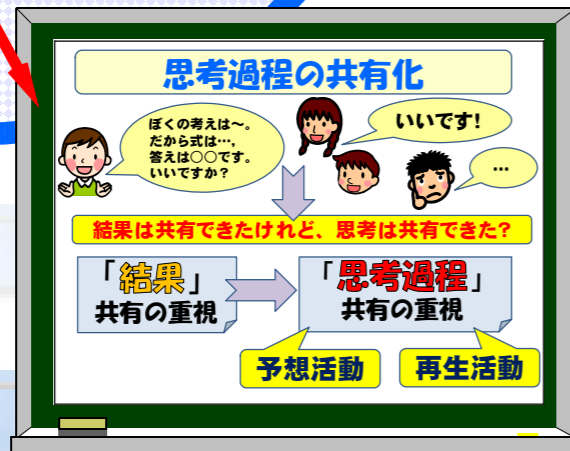 思考過程の共有化
ぼくの考えは～。
だから式は…,
答えは○○です。
いいですか？
いいです!
…
結果は共有できたけれど、思考は共有できた?
「結果」
共有の重視
「思考過程」
共有の重視
予想活動
再生活動